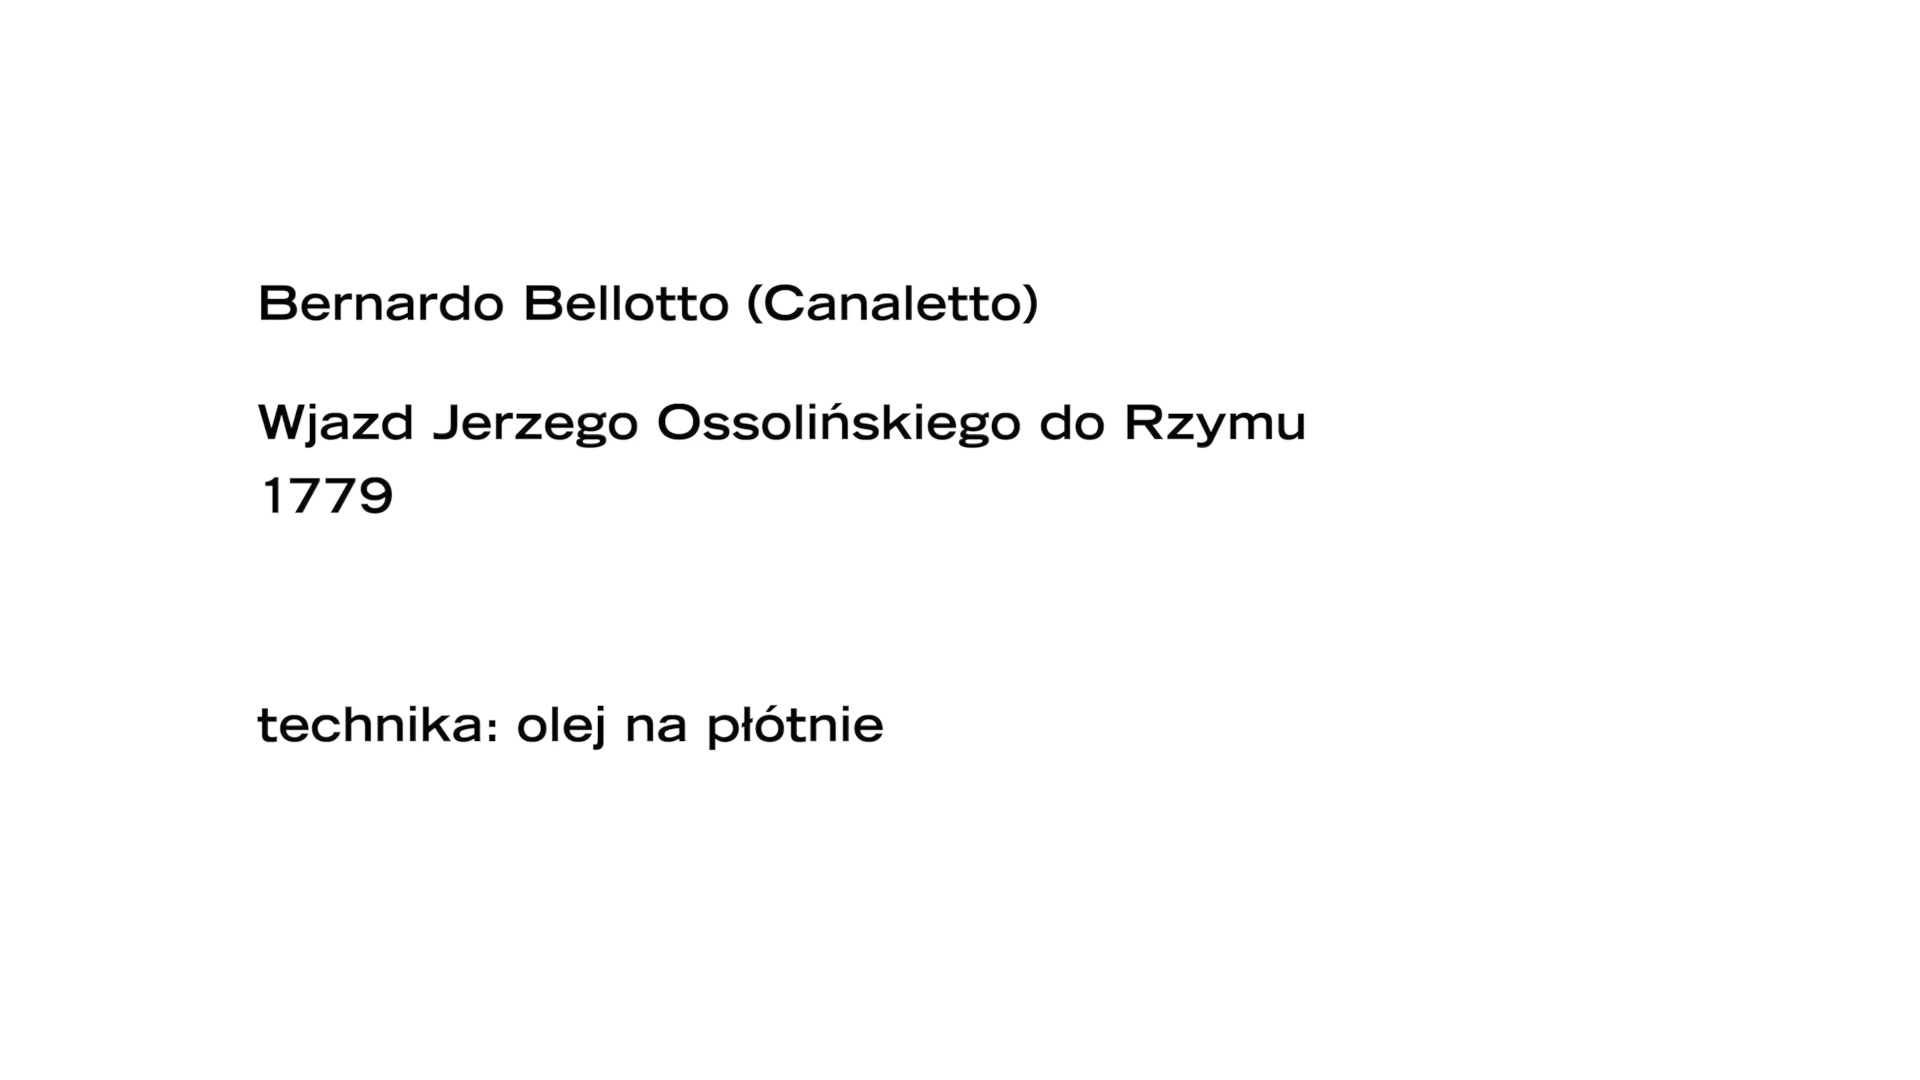 Bernardo Bellotto (Canaletto)
Wjazd Jerzego Ossolińskiego do Rzymu
1779
technika: olej na płótnie